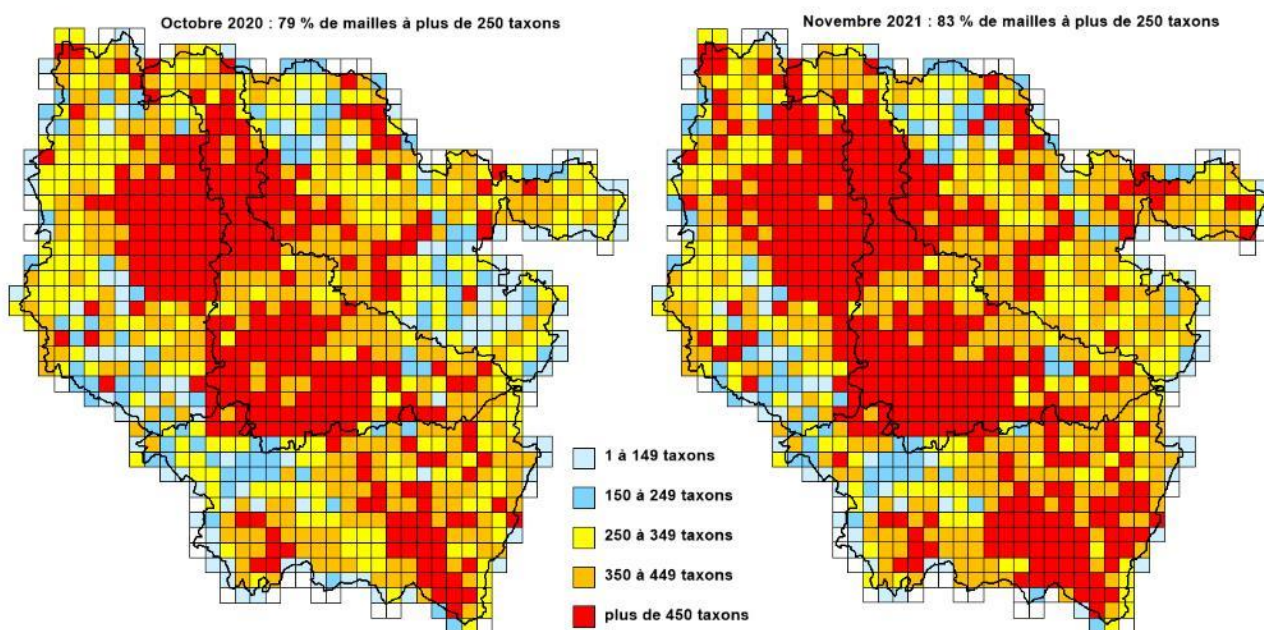 Octobre 2020 : 79 % de mailles à plus de 250 taxons
Novembre 2021 : 83 % de mailles à plus de 250 taxons
1 à 149 taxons
150 à 249 taxons
250 à 349 taxons
350 à 449 taxons
plus de 450 taxons